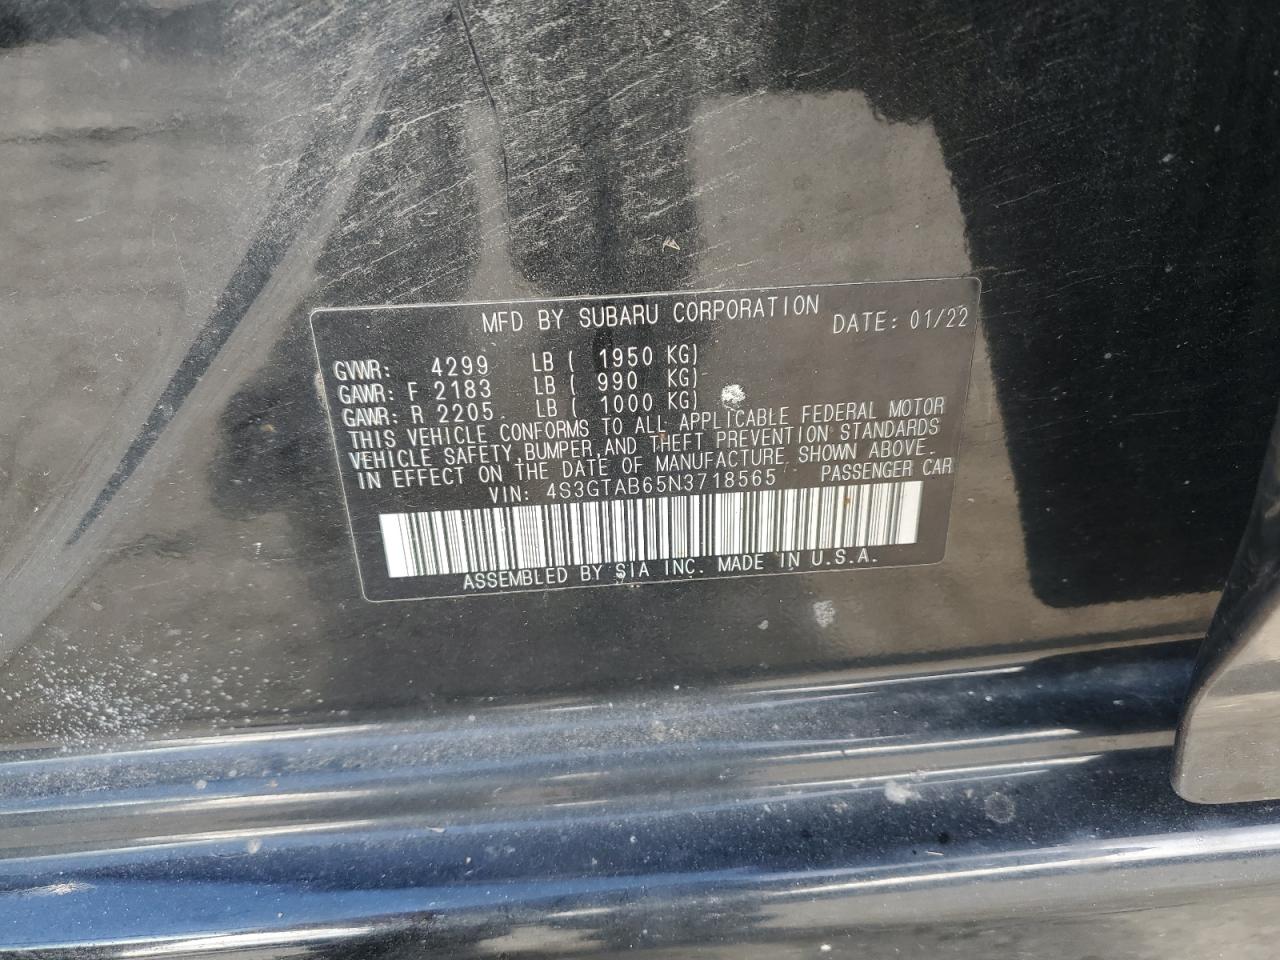 MFD BY SUBARU CORPORATION DATE: 01/22
GVWR: 4299 LB ( 1950 KG)
GAWR: F 2183 LB ( 990 KG)
GAWR: R 2205 LB ( 1000 KG)
THIS VEHICLE CONFORMS TO ALL APPLICABLE FEDERAL MOTOR
VEHICLE SAFETY, BUMPER, AND THEFT PREVENTION STANDARDS
IN EFFECT ON THE DATE OF MANUFACTURE SHOWN ABOVE.
VIN: 4S3GTAB65N3718565 PASSENGER CAR
ASSEMBLED BY SIA INC. MADE IN U.S.A.